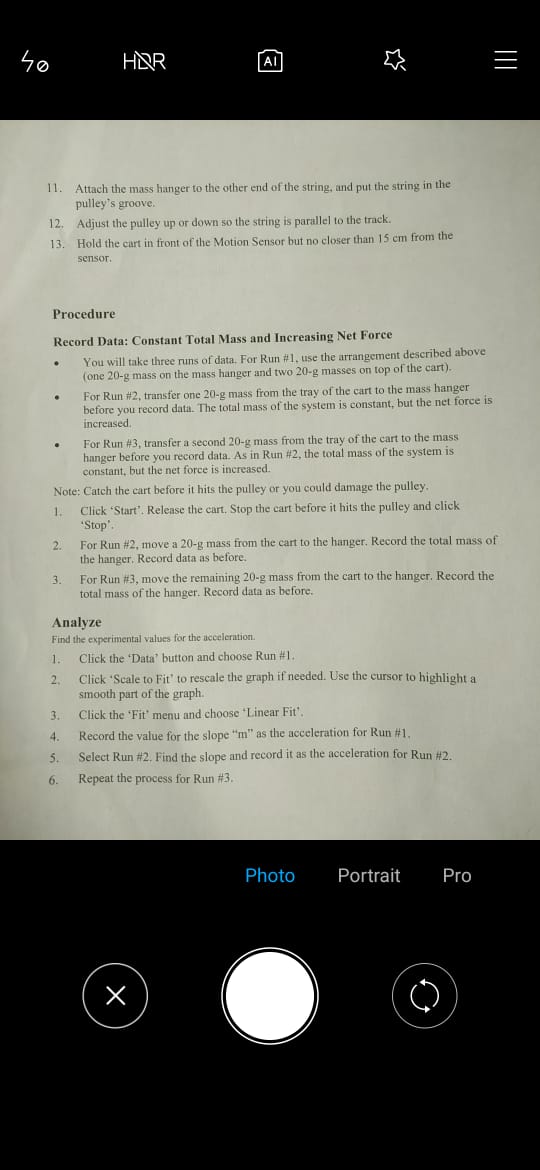 HDR
AI
11. Attach the mass hanger to the other end of the string, and put the string in the
pulley's groove.
12. Adjust the pulley up or down so the string is parallel to the track.
13. Hold the cart in front of the Motion Sensor but no closer than 15 cm from the
sensor.
Procedure
Record Data: Constant Total Mass and Increasing Net Force
• You will take three runs of data. For Run #1, use the arrangement described above
(one 20-g mass on the mass hanger and two 20-g masses on top of the cart).
• For Run #2, transfer one 20-g mass from the tray of the cart to the mass hanger
before you record data. The total mass of the system is constant, but the net force is
increased.
• For Run #3, transfer a second 20-g mass from the tray of the cart to the mass
hanger before you record data. As in Run #2, the total mass of the system is
constant, but the net force is increased.
Note: Catch the cart before it hits the pulley or you could damage the pulley.
1. Click 'Start'. Release the cart. Stop the cart before it hits the pulley and click
'Stop'.
2. For Run #2, move a 20-g mass from the cart to the hanger. Record the total mass of
the hanger. Record data as before.
3. For Run #3, move the remaining 20-g mass from the cart to the hanger. Record the
total mass of the hanger. Record data as before.
Analyze
Find the experimental values for the acceleration.
1. Click the 'Data' button and choose Run #1.
2. Click 'Scale to Fit' to rescale the graph if needed. Use the cursor to highlight a
smooth part of the graph.
3. Click the 'Fit' menu and choose 'Linear Fit'.
4. Record the value for the slope "m" as the acceleration for Run #1.
5. Select Run #2. Find the slope and record it as the acceleration for Run #2.
6. Repeat the process for Run #3.
Photo Portrait Pro